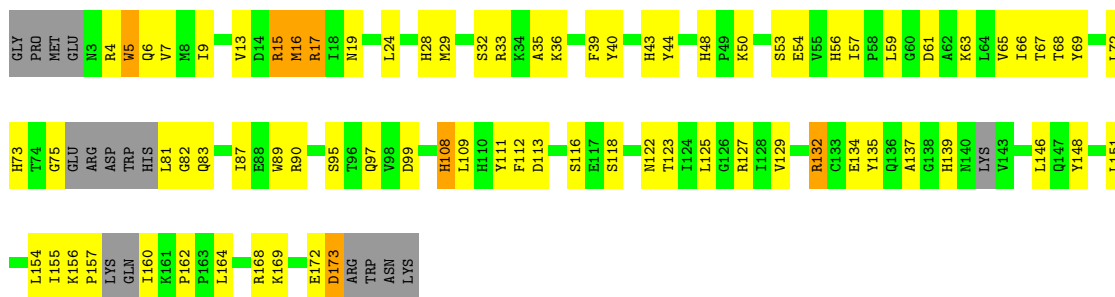 GLY PRO MET GLU N3 R4 W5 Q6 V7 M8 I9 V13 D14 R15 M16 R17 I18 N19 L24 H28 M29 S32 R33 K34 A35 K36 F39 Y40 H43 Y44 H48 P49 K50 S53 E54 V55 H56 I57 P58 L59 G60 D61 A62 K63 L64 V65 I66 T67 T68 Y69 L72
H73 T74 G75 GLU ARG ASP TRP HIS L81 G82 Q83 I87 E88 W89 R90 S95 T96 Q97 V98 D99 H108 L109 H110 Y111 F112 D113 S116 E117 S118 N122 T123 I124 L125 G126 R127 I128 V129 R132 C133 E134 Y135 Q136 A137 G138 H139 N140 LYS V143 L146 Q147 Y148 L151
L154 I155 K156 P157 LYS GLN I160 K161 P162 P163 L164 R168 K169 E172 D173 ARG TRP ASN LYS